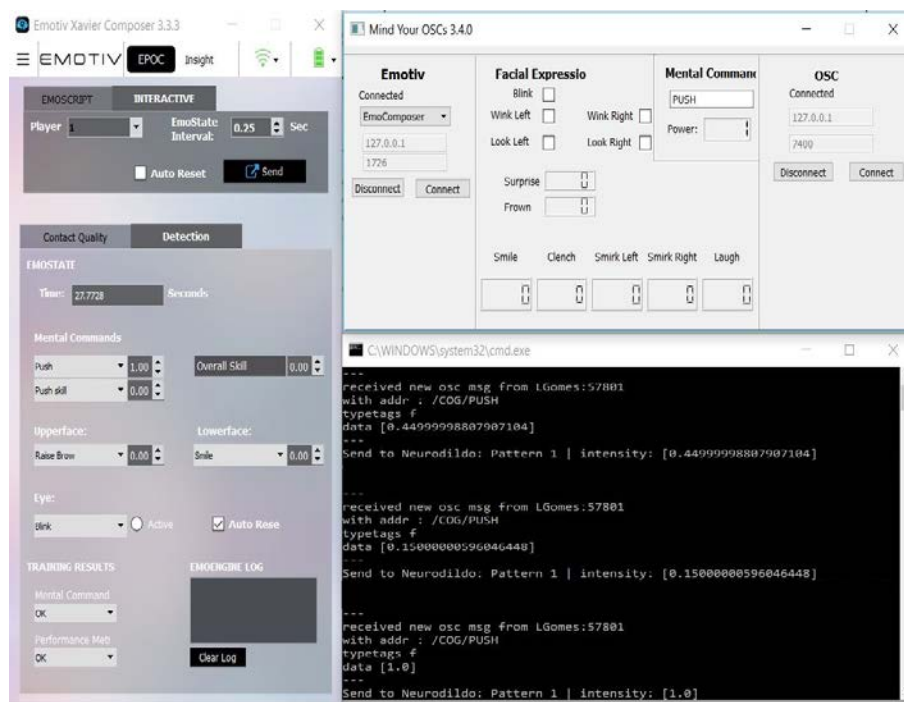 Emotiv Xavier Composer 3.3.3
EMOTIV EPOC Insight
EMOSCRIPT INTERACTIVE
Player 1 EmoState Interval: 0.25 Sec
Auto Reset Send
Contact Quality Detection
EMOSTATE
Time: 27.7728 Seconds
Mental Commands
Push 1.00 Overall Skill 0.00
Push skill 0.00
Upperface: Lowerface:
Raise Brow 0.00 Smile 0.00
Eye:
Blink Active Auto Rese
TRAINING RESULTS EMOENGINE LOG
Mental Command
OK
Performance Met
OK Clear Log
Mind Your OSCs 3.4.0
Emotiv
Connected
EmoComposer
127.0.0.1
1726
Disconnect Connect
Facial Expressio
Blink
Wink Left Wink Right
Look Left Look Right
Surprise 0
Frown 0
Smile Clench Smirk Left Smirk Right Laugh
0 0 0 0 0
Mental Comman
PUSH
Power: 1
OSC
Connected
127.0.0.1
7400
Disconnect Connect
C:\WINDOWS\system32\cmd.exe
---
received new osc msg from LGomes:57801
with addr : /COG/PUSH
typetags f
data [0.44999998807907104]
---
Send to Neurodildo: Pattern 1 | intensity: [0.44999998807907104]
---
received new osc msg from LGomes:57801
with addr : /COG/PUSH
typetags f
data [0.15000000596046448]
---
Send to Neurodildo: Pattern 1 | intensity: [0.15000000596046448]
---
received new osc msg from LGomes:57801
with addr : /COG/PUSH
typetags f
data [1.0]
---
Send to Neurodildo: Pattern 1 | intensity: [1.0]